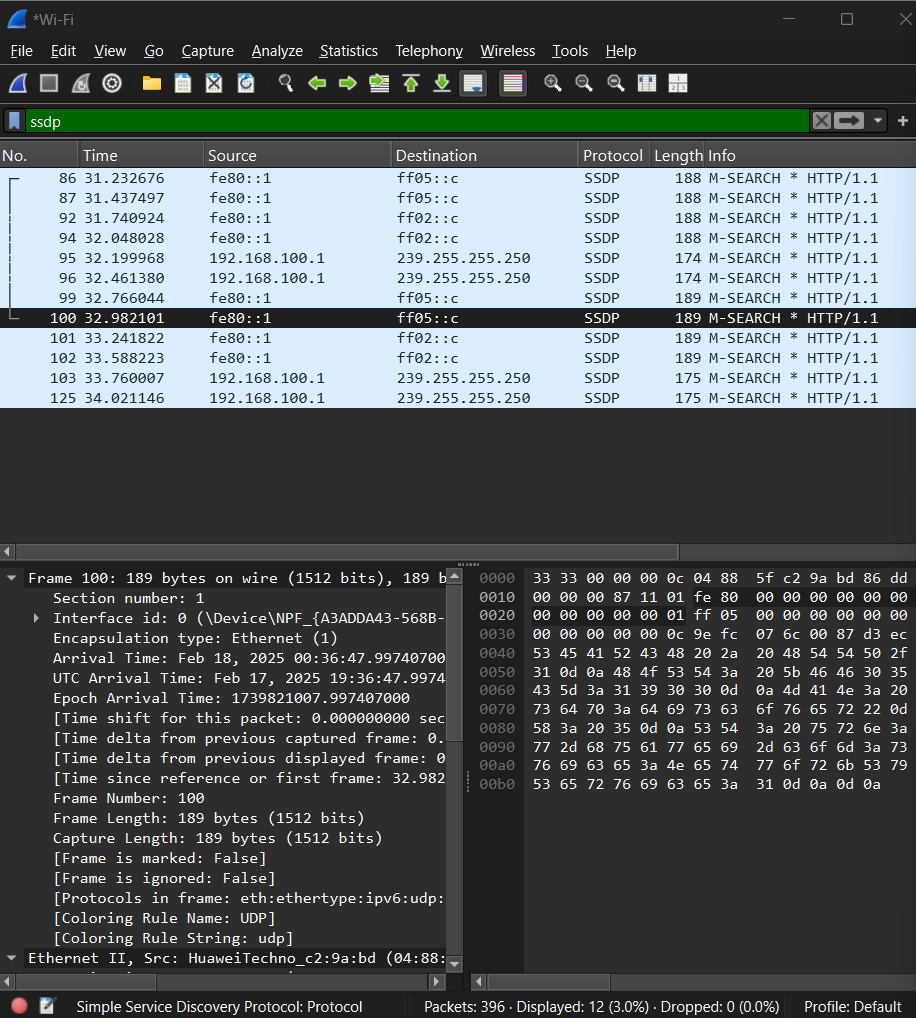 *Wi-Fi
File Edit View Go Capture Analyze Statistics Telephony Wireless Tools Help
ssdp
No. Time Source Destination Protocol Length Info
86 31.232676 fe80::1 ff05::c SSDP 188 M-SEARCH * HTTP/1.1
87 31.437497 fe80::1 ff05::c SSDP 188 M-SEARCH * HTTP/1.1
92 31.740924 fe80::1 ff02::c SSDP 188 M-SEARCH * HTTP/1.1
94 32.048028 fe80::1 ff02::c SSDP 188 M-SEARCH * HTTP/1.1
95 32.199968 192.168.100.1 239.255.255.250 SSDP 174 M-SEARCH * HTTP/1.1
96 32.461380 192.168.100.1 239.255.255.250 SSDP 174 M-SEARCH * HTTP/1.1
99 32.766044 fe80::1 ff05::c SSDP 189 M-SEARCH * HTTP/1.1
100 32.982101 fe80::1 ff05::c SSDP 189 M-SEARCH * HTTP/1.1
101 33.241822 fe80::1 ff02::c SSDP 189 M-SEARCH * HTTP/1.1
102 33.588223 fe80::1 ff02::c SSDP 189 M-SEARCH * HTTP/1.1
103 33.760007 192.168.100.1 239.255.255.250 SSDP 175 M-SEARCH * HTTP/1.1
125 34.021146 192.168.100.1 239.255.255.250 SSDP 175 M-SEARCH * HTTP/1.1
Frame 100: 189 bytes on wire (1512 bits), 189 b
Section number: 1
Interface id: 0 (\Device\NPF_{A3ADDA43-568B-
Encapsulation type: Ethernet (1)
Arrival Time: Feb 18, 2025 00:36:47.99740700
UTC Arrival Time: Feb 17, 2025 19:36:47.9974
Epoch Arrival Time: 1739821007.997407000
[Time shift for this packet: 0.000000000 sec
[Time delta from previous captured frame: 0.
[Time delta from previous displayed frame: 0
[Time since reference or first frame: 32.982
Frame Number: 100
Frame Length: 189 bytes (1512 bits)
Capture Length: 189 bytes (1512 bits)
[Frame is marked: False]
[Frame is ignored: False]
[Protocols in frame: eth:ethertype:ipv6:udp:
[Coloring Rule Name: UDP]
[Coloring Rule String: udp]
Ethernet II, Src: HuaweiTechno_c2:9a:bd (04:88:
0000 33 33 00 00 00 0c 04 88 5f c2 9a bd 86 dd
0010 00 00 00 87 11 01 fe 80 00 00 00 00 00 00
0020 00 00 00 00 00 01 ff 05 00 00 00 00 00 00
0030 00 00 00 00 00 0c 9e fc 07 6c 00 87 d3 ec
0040 53 45 41 52 43 48 20 2a 20 48 54 54 50 2f
0050 31 0d 0a 48 4f 53 54 3a 20 5b 46 46 30 35
0060 43 5d 3a 31 39 30 30 0d 0a 4d 41 4e 3a 20
0070 73 64 70 3a 64 69 73 63 6f 76 65 72 22 0d
0080 58 3a 20 35 0d 0a 53 54 3a 20 75 72 6e 3a
0090 77 2d 68 75 61 77 65 69 2d 63 6f 6d 3a 73
00a0 76 69 63 65 3a 4e 65 74 77 6f 72 6b 53 79
00b0 53 65 72 76 69 63 65 3a 31 0d 0a 0d 0a
Simple Service Discovery Protocol: Protocol
Packets: 396 · Displayed: 12 (3.0%) · Dropped: 0 (0.0%)
Profile: Default